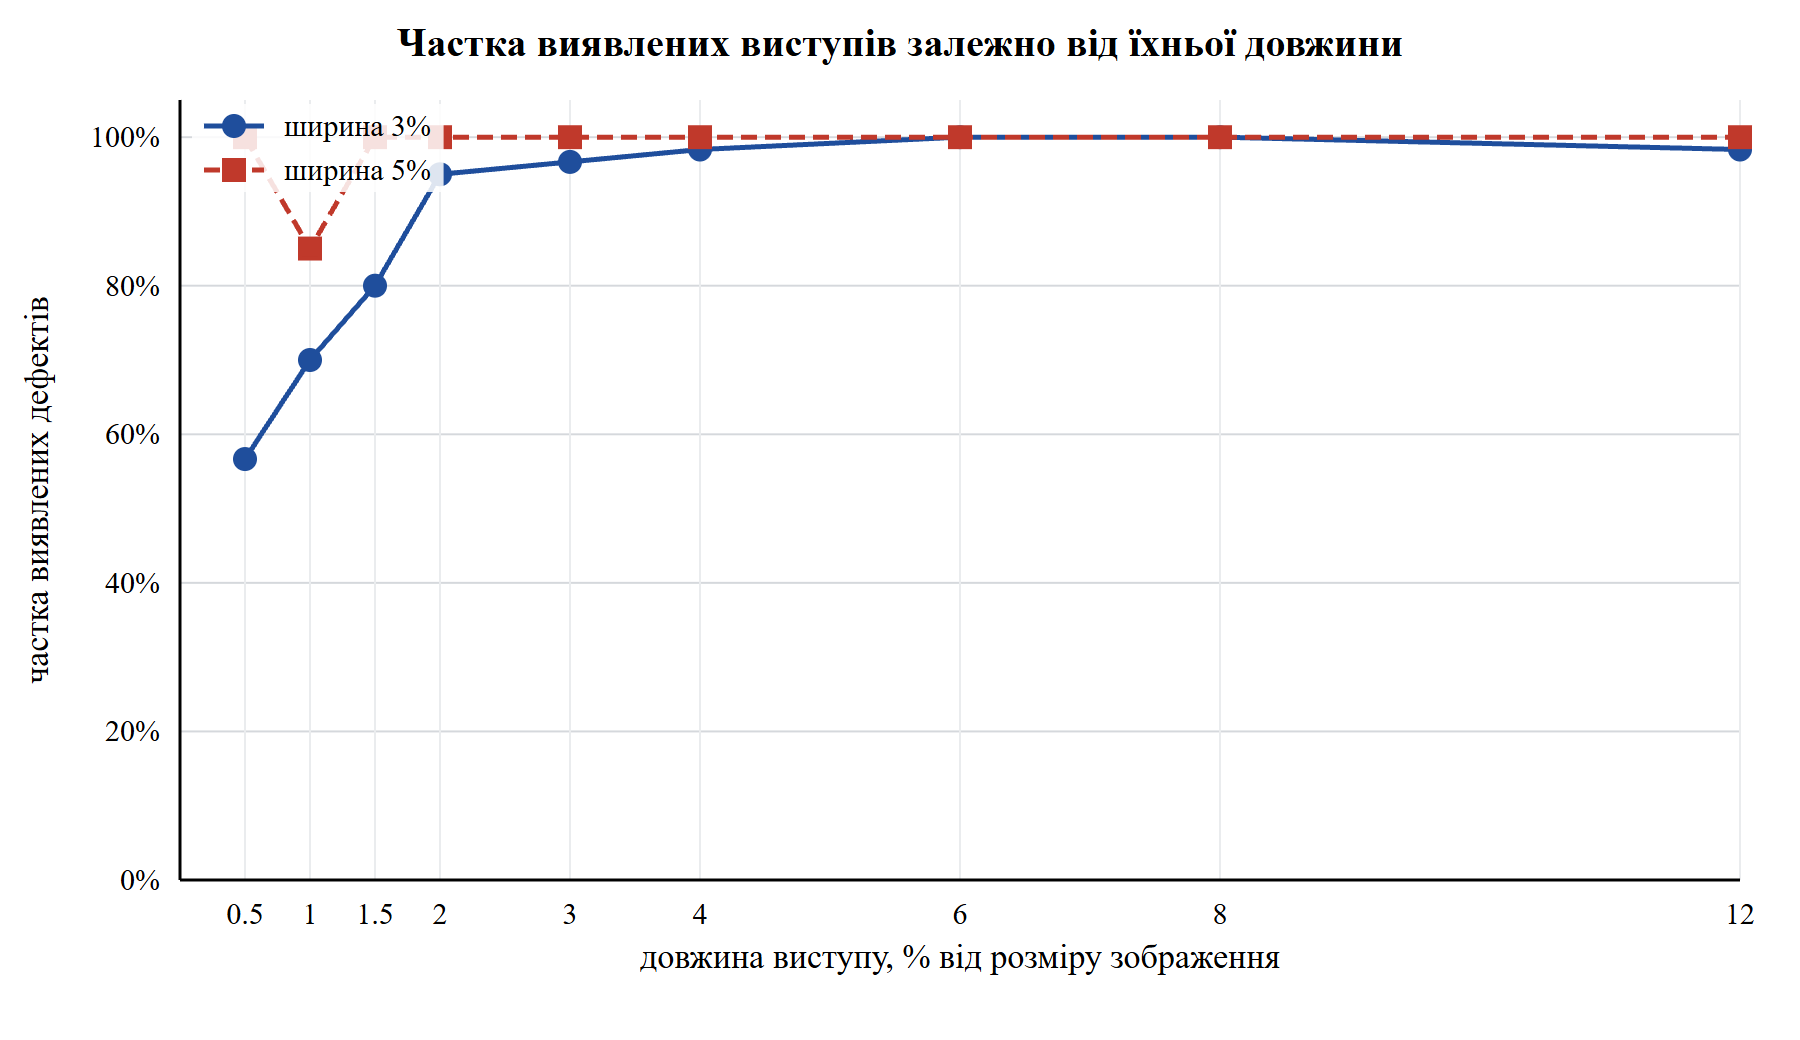 Частка виявлених виступів залежно від їхньої довжини
ширина 3%
ширина 5%
100%
80%
60%
40%
20%
0%
частка виявлених дефектів
0.5 1 1.5 2 3 4 6 8 12
довжина виступу, % від розміру зображення